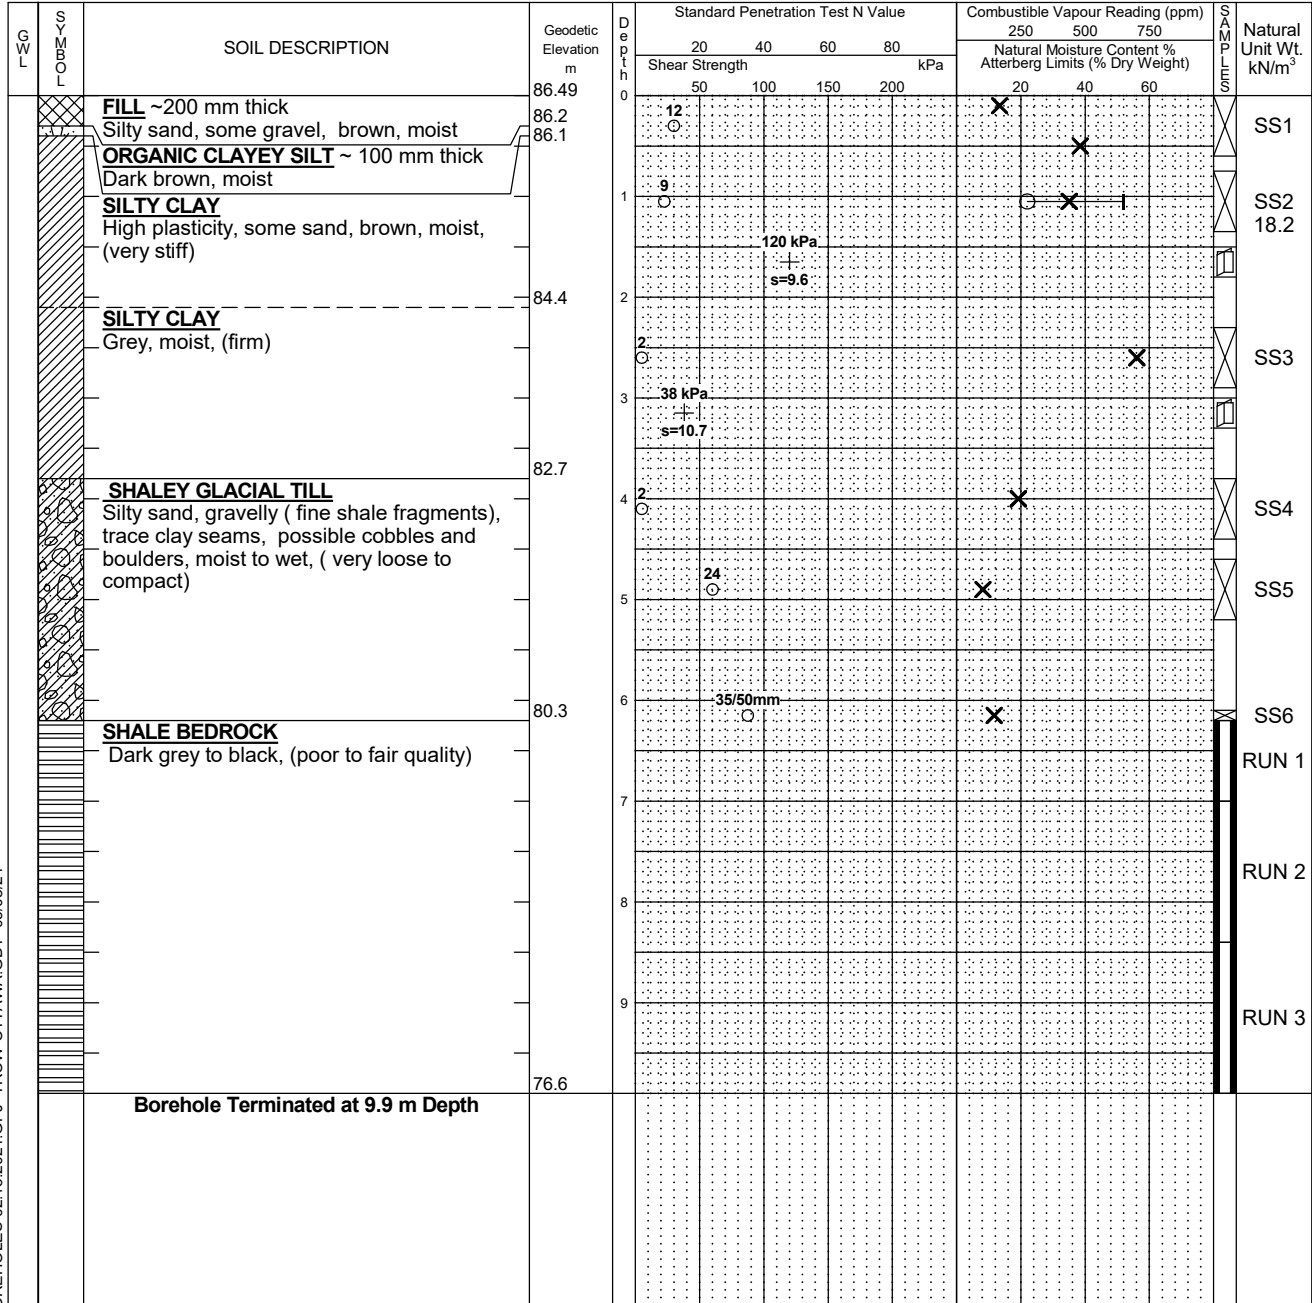 GWL
SYMBOL
SOIL DESCRIPTION
Geodetic
Elevation
m
Depth
Standard Penetration Test N Value
20 40 60 80
Shear Strength kPa
50 100 150 200
Combustible Vapour Reading (ppm)
250 500 750
Natural Moisture Content %
Atterberg Limits (% Dry Weight)
20 40 60
SAMPLES
Natural
Unit Wt.
kN/m³
86.49
0
FILL ~200 mm thick
Silty sand, some gravel, brown, moist
86.2
86.1
12
SS1
ORGANIC CLAYEY SILT ~ 100 mm thick
Dark brown, moist
SILTY CLAY
High plasticity, some sand, brown, moist,
(very stiff)
1
9
SS2
18.2
120 kPa
s=9.6
84.4
2
SILTY CLAY
Grey, moist, (firm)
2
SS3
3
38 kPa
s=10.7
82.7
SHALEY GLACIAL TILL
Silty sand, gravelly ( fine shale fragments),
trace clay seams, possible cobbles and
boulders, moist to wet, ( very loose to
compact)
4
2
SS4
24
SS5
5
35/50mm
6
80.3
SS6
SHALE BEDROCK
Dark grey to black, (poor to fair quality)
RUN 1
7
RUN 2
8
9
RUN 3
76.6
Borehole Terminated at 9.9 m Depth